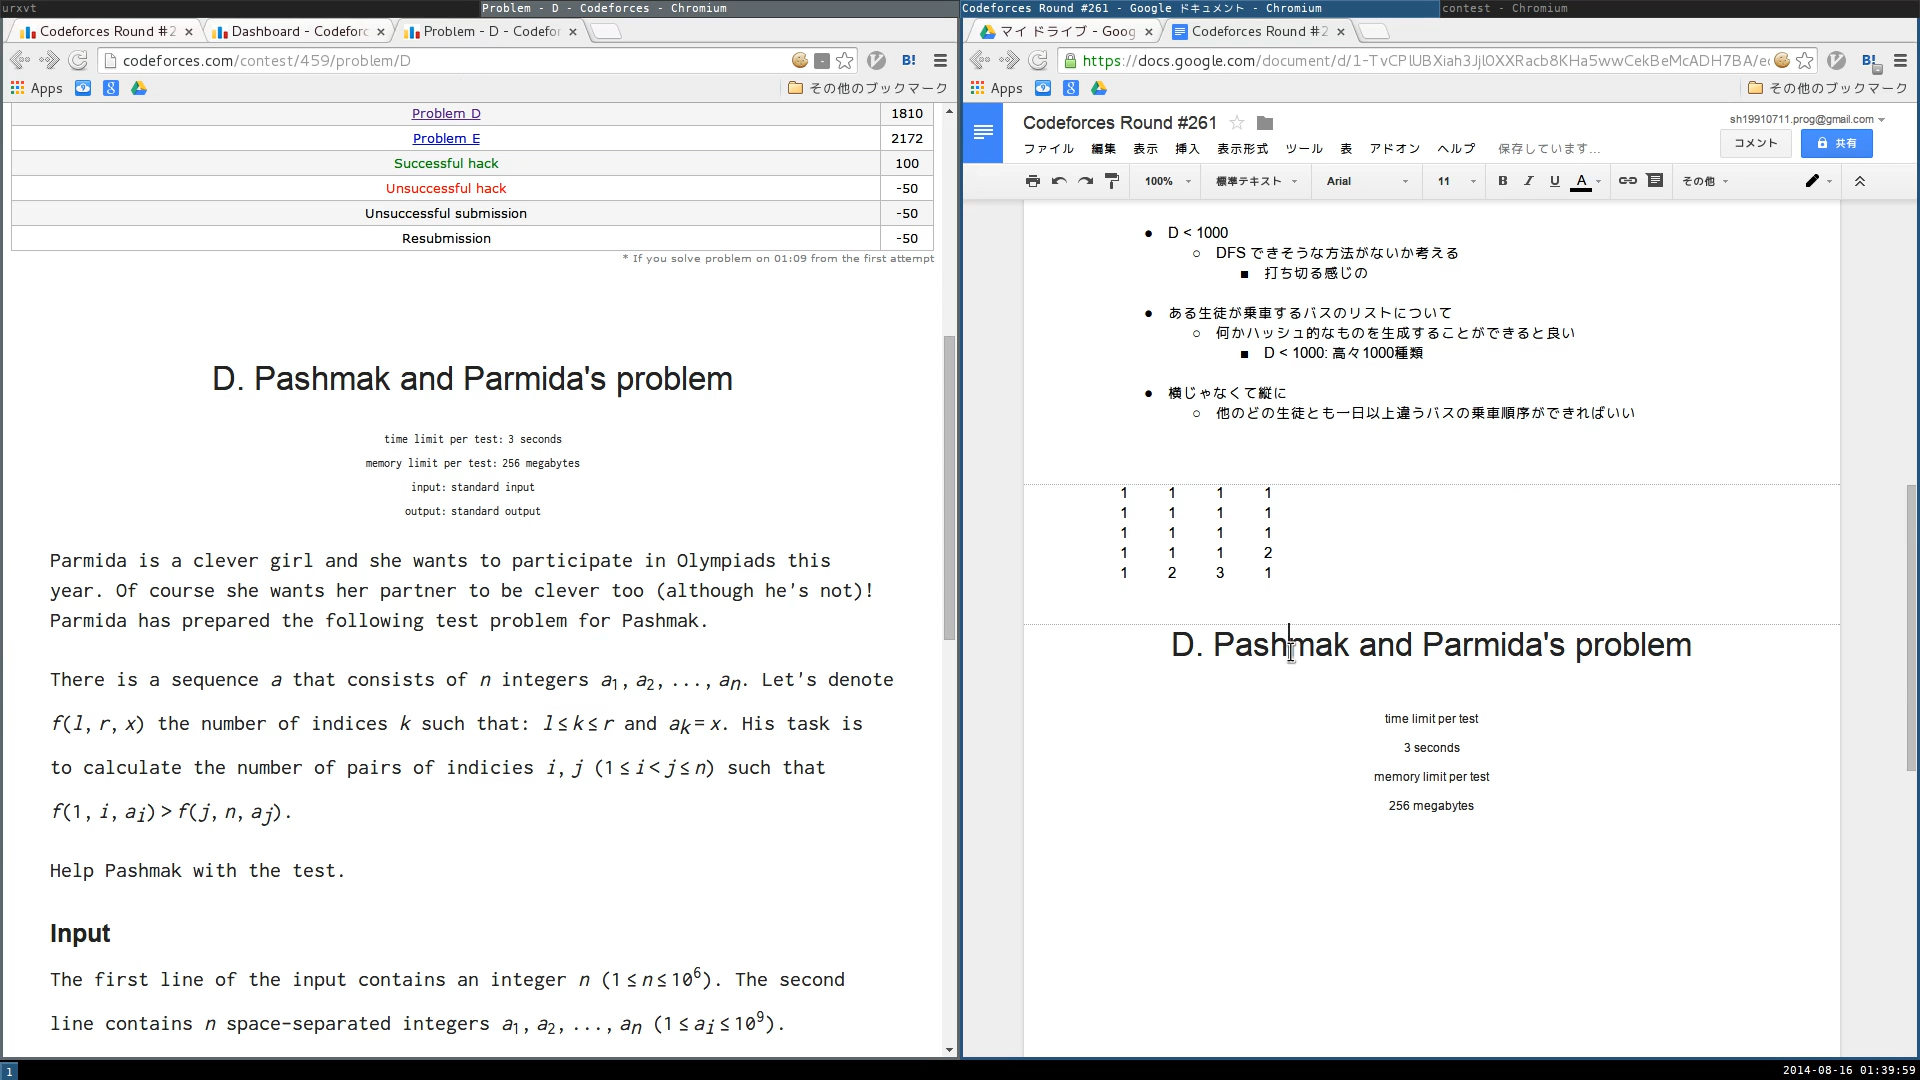 urxvt
Problem - D - Codeforces - Chromium
Codeforces Round #261 - Google ドキュメント - Chromium
contest - Chromium
Codeforces Round #2
Dashboard - Codeforc
Problem - D - Codefor
マイ ドライブ - Goog
Codeforces Round #2
codeforces.com/contest/459/problem/D
B!
https://docs.google.com/document/d/
B!
Apps
その他のブックマーク
Apps
その他のブックマーク
Problem D 1810
Problem E 2172
Successful hack 100
Unsuccessful hack -50
Unsuccessful submission -50
Resubmission -50
* If you solve problem on 01:09 from the first attempt
D. Pashmak and Parmida's problem
time limit per test: 3 seconds
memory limit per test: 256 megabytes
input: standard input
output: standard output
Parmida is a clever girl and she wants to participate in Olympiads this
year. Of course she wants her partner to be clever too (although he's not)!
Parmida has prepared the following test problem for Pashmak.
There is a sequence a that consists of n integers a1, a2, ..., an. Let's denote
f(l, r, x) the number of indices k such that: l ≤ k ≤ r and ak = x. His task is
to calculate the number of pairs of indicies i, j (1 ≤ i < j ≤ n) such that
f(1, i, ai) > f(j, n, aj).
Help Pashmak with the test.
Input
The first line of the input contains an integer n (1 ≤ n ≤ 10^6). The second
line contains n space-separated integers a1, a2, ..., an (1 ≤ ai ≤ 10^9).
Codeforces Round #261
sh19910711.prog@gmail.com
ファイル 編集 表示 挿入 表示形式 ツール 表 アドオン ヘルプ 保存しています...
コメント
共有
100% 標準テキスト Arial 11 B I U A その他
● D < 1000
○ DFS できそうな方法がないか考える
■ 打ち切る感じの
● ある生徒が乗車するバスのリストについて
○ 何かハッシュ的なものを生成することができると良い
■ D < 1000: 高々1000種類
● 横じゃなくて縦に
○ 他のどの生徒とも一日以上違うバスの乗車順序ができればいい
1 1 1 1
1 1 1 1
1 1 1 1
1 1 1 2
1 2 3 1
D. Pashmak and Parmida's problem
time limit per test
3 seconds
memory limit per test
256 megabytes
1
2014-08-16 01:39:59